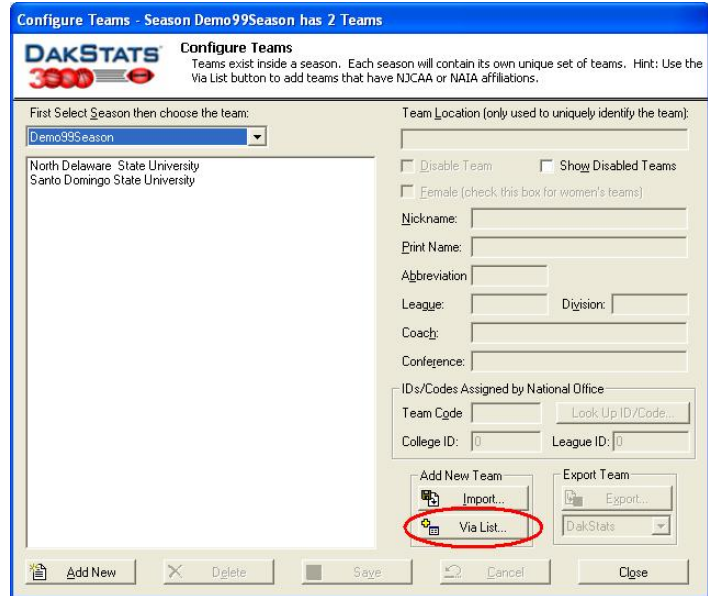 Configure Teams - Season Demo99Season has 2 Teams
DAKSTATS
3000
Configure Teams
Teams exist inside a season. Each season will contain its own unique set of teams. Hint: Use the
Via List button to add teams that have NJCAA or NAIA affiliations.
First Select Season then choose the team:
Demo99Season
North Delaware State University
Santo Domingo State University
Team Location (only used to uniquely identify the team):
Disable Team
Show Disabled Teams
Female (check this box for women's teams)
Nickname:
Print Name:
Abbreviation
League:
Division:
Coach:
Conference:
IDs/Codes Assigned by National Office
Team Code
Look Up ID/Code...
College ID: 0
League ID: 0
Add New Team
Import...
Via List...
Export Team
Export...
DakStats
Add New
Delete
Save
Cancel
Close